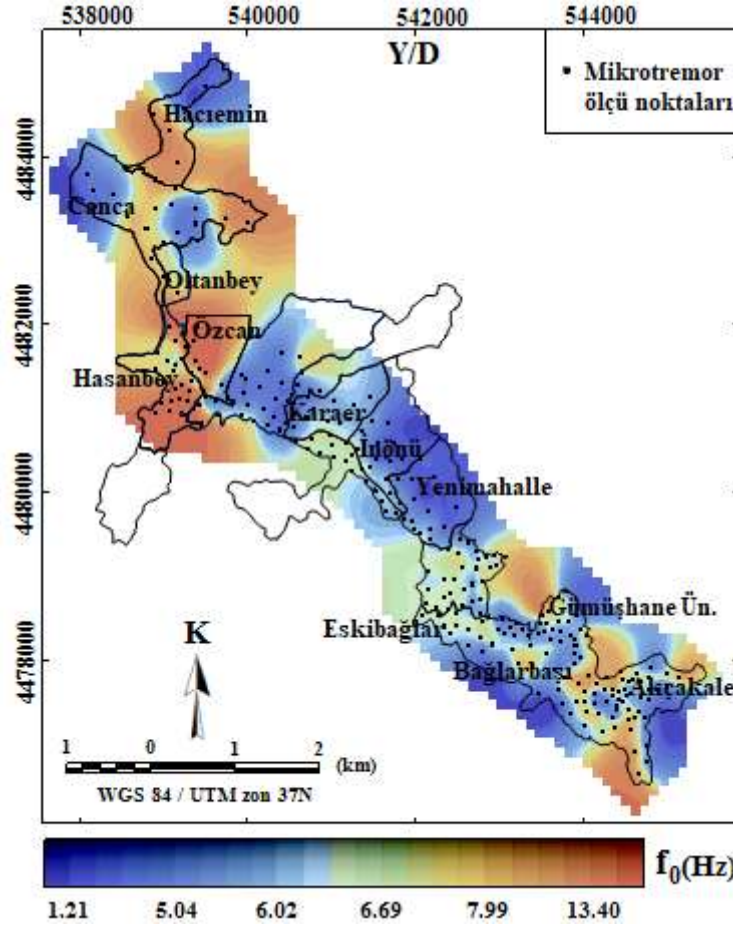 538000 540000 542000 544000
Y/D
Mikrotremor
ölçü noktaları
4484000
4482000
4480000
4478000
Hacıemin
Canca
Oltanbey
Özcan
Hasanbey
Karaer
İnönü
Yenimahalle
Gümüşhane Ün.
Eskibağlar
Bağlarbaşı
Akçakale
K
1 0 1 2
(km)
WGS 84 / UTM zon 37N
f₀(Hz)
1.21 5.04 6.02 6.69 7.99 13.40